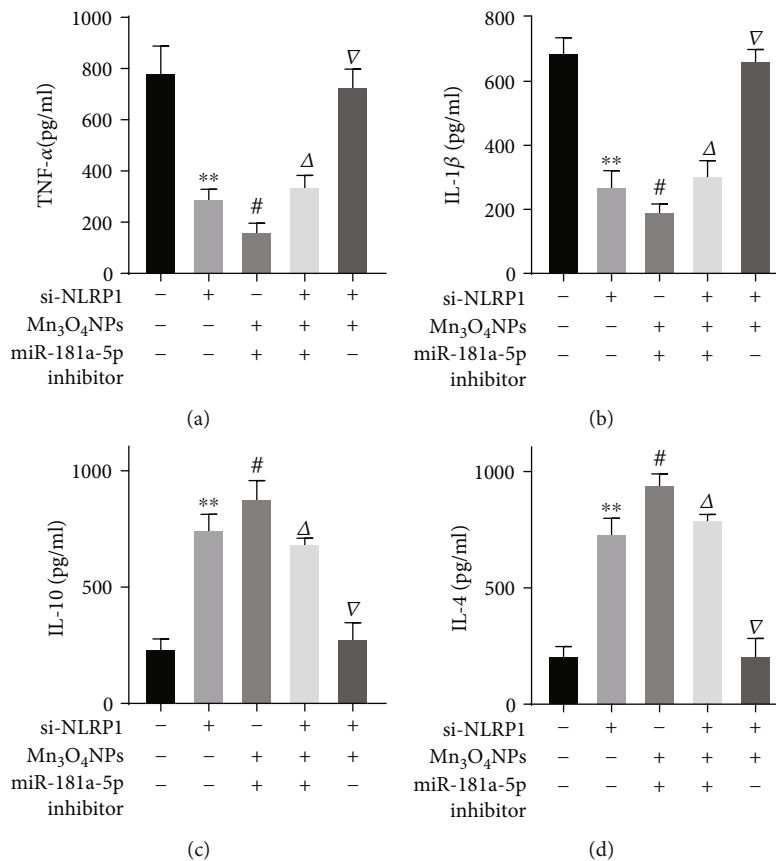 1000
800
600
400
200
0
TNF-α(pg/ml)
**
#
Δ
∇
si-NLRP1 − + − + +
Mn₃O₄NPs − − + + +
miR-181a-5p − − + + −
inhibitor
(a)
800
600
400
200
0
IL-1β (pg/ml)
**
#
Δ
∇
si-NLRP1 − + − + +
Mn₃O₄NPs − − + + +
miR-181a-5p − − + + −
inhibitor
(b)
1000
500
0
IL-10 (pg/ml)
**
#
Δ
∇
si-NLRP1 − + − + +
Mn₃O₄NPs − − + + +
miR-181a-5p − − + + −
inhibitor
(c)
1000
500
0
IL-4 (pg/ml)
**
#
Δ
∇
si-NLRP1 − + − + +
Mn₃O₄NPs − − + + +
miR-181a-5p − − + + −
inhibitor
(d)